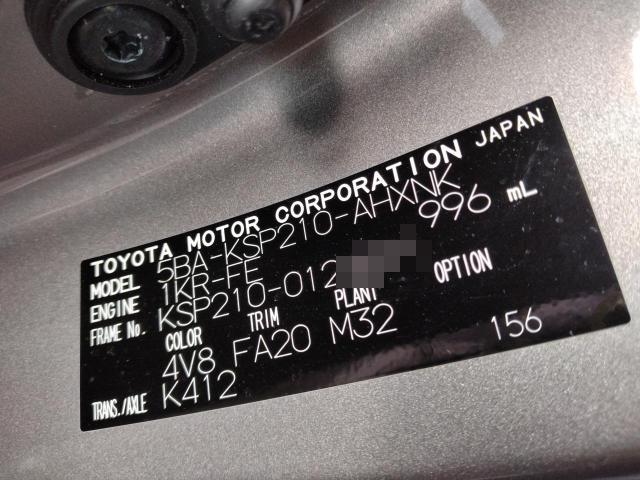 TOYOTA MOTOR CORPORATION JAPAN
MODEL 5BA-KSP210-AHXNK
ENGINE 1KR-FE 996 mL
FRAME No. KSP210-012
COLOR TRIM PLANT OPTION
4V8 FA20 M32 156
TRANS./AXLE K412